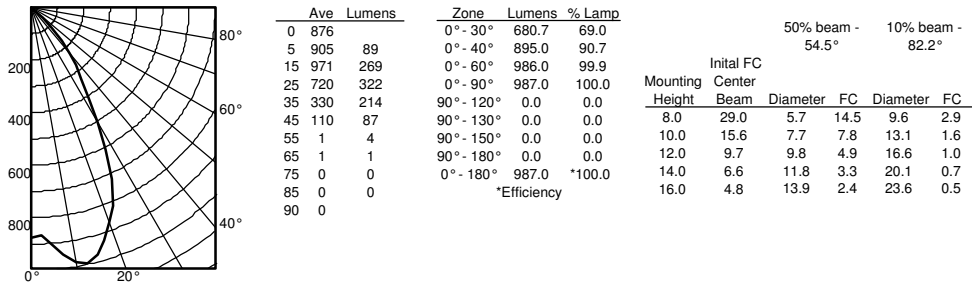 80°
200
60°
400
600
800
40°
0°
20°
Ave Lumens
0 876
5 905 89
15 971 269
25 720 322
35 330 214
45 110 87
55 1 4
65 1 1
75 0 0
85 0 0
90 0
Zone Lumens % Lamp
0°- 30° 680.7 69.0
0°- 40° 895.0 90.7
0°- 60° 986.0 99.9
0°- 90° 987.0 100.0
90°- 120° 0.0 0.0
90°- 130° 0.0 0.0
90°- 150° 0.0 0.0
90°- 180° 0.0 0.0
0°- 180° 987.0 *100.0
*Efficiency
50% beam - 10% beam -
54.5° 82.2°
Inital FC
Mounting Center
Height Beam Diameter FC Diameter FC
8.0 29.0 5.7 14.5 9.6 2.9
10.0 15.6 7.7 7.8 13.1 1.6
12.0 9.7 9.8 4.9 16.6 1.0
14.0 6.6 11.8 3.3 20.1 0.7
16.0 4.8 13.9 2.4 23.6 0.5